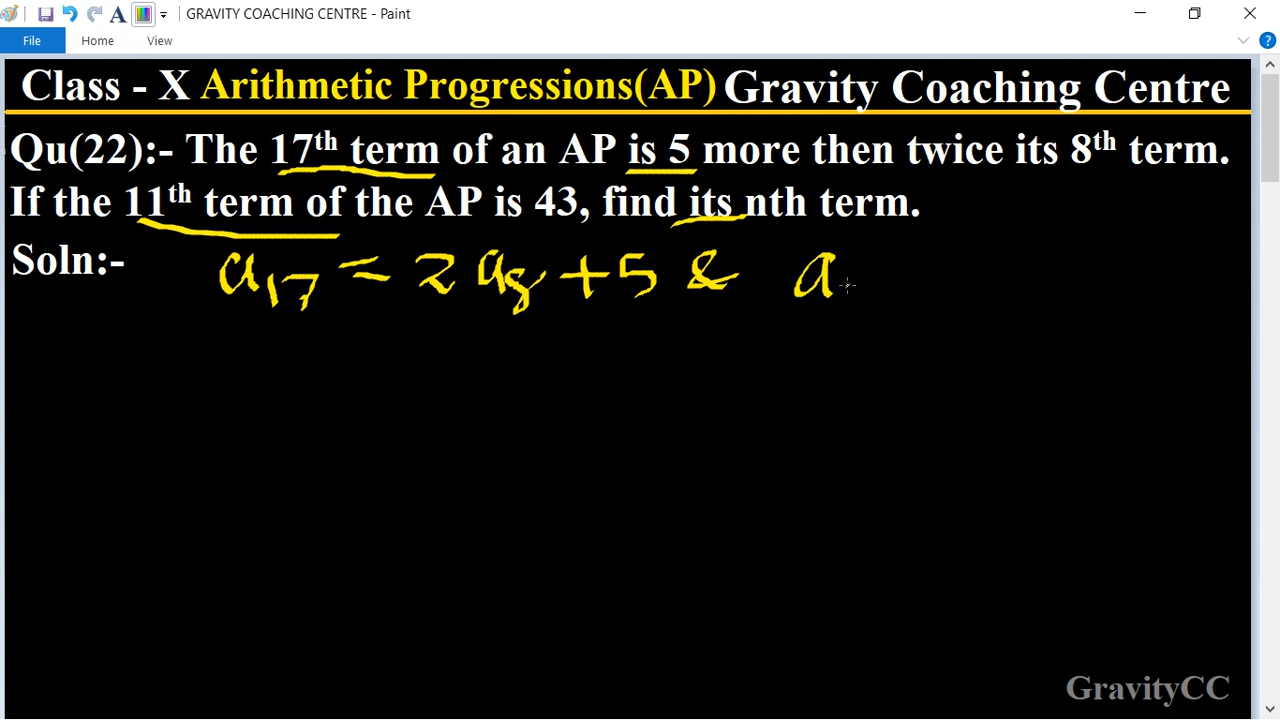 GRAVITY COACHING CENTRE - Paint
File Home View
Class - X Arithmetic Progressions(AP) Gravity Coaching Centre
Qu(22):- The 17th term of an AP is 5 more then twice its 8th term.
If the 11th term of the AP is 43, find its nth term.
Soln:- a17 = 2 a8 + 5 & a
GravityCC